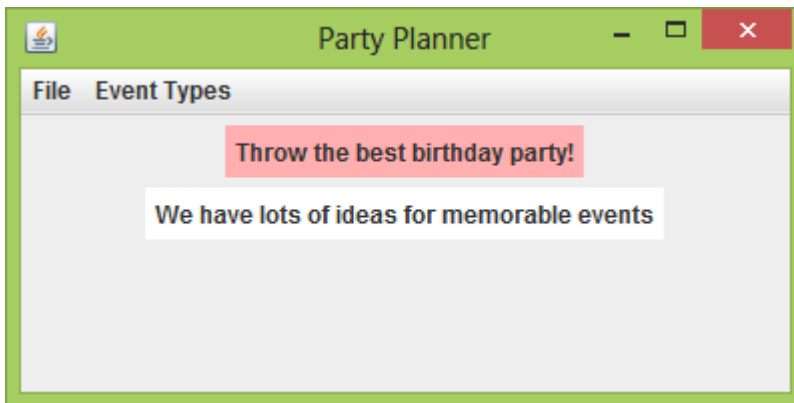 Party Planner
File Event Types
Throw the best birthday party!
We have lots of ideas for memorable events